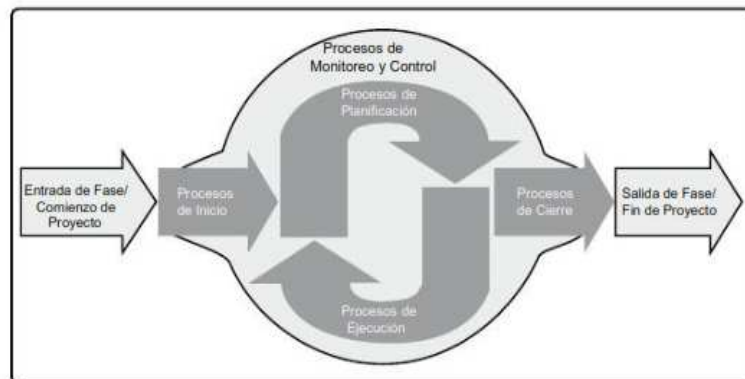 Procesos de
Monitoreo y Control
Procesos de
Planificación
Entrada de Fase/
Comienzo de
Proyecto
Procesos
de Inicio
Procesos
de Cierre
Salida de Fase/
Fin de Proyecto
Procesos de
Ejecución